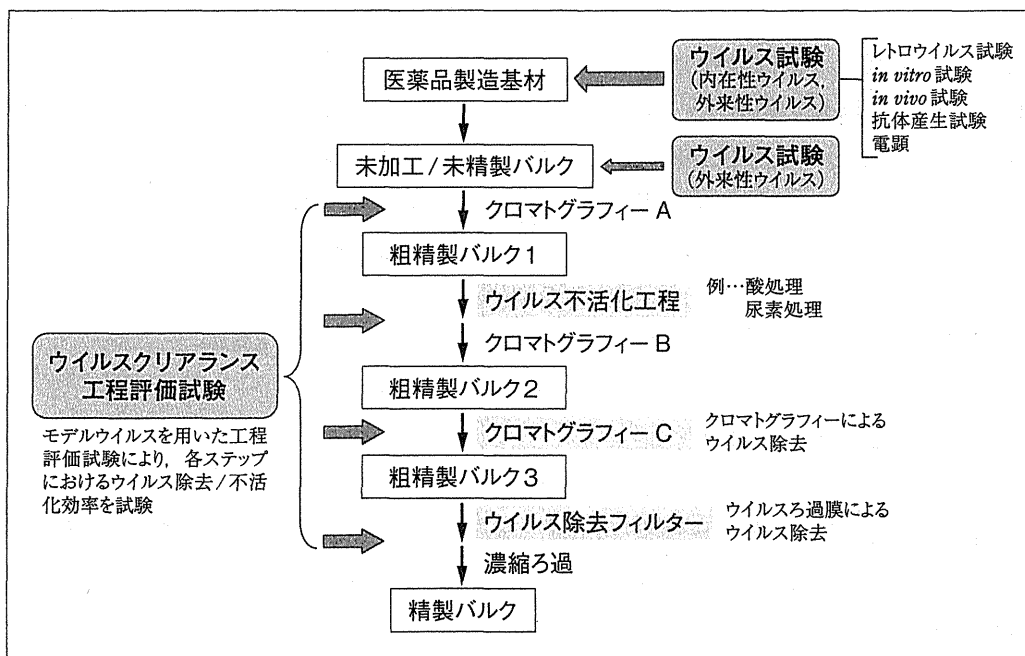 医薬品製造基材
ウイルス試験
(内在性ウイルス,
外来性ウイルス)
レトロウイルス試験
in vitro 試験
in vivo 試験
抗体産生試験
電顕
未加工/未精製バルク
ウイルス試験
(外来性ウイルス)
クロマトグラフィー A
粗精製バルク1
ウイルス不活化工程
例…酸処理
尿素処理
クロマトグラフィー B
粗精製バルク2
クロマトグラフィー C
クロマトグラフィーによる
ウイルス除去
粗精製バルク3
ウイルス除去フィルター
ウイルスろ過膜による
ウイルス除去
濃縮ろ過
精製バルク
ウイルスクリアランス
工程評価試験
モデルウイルスを用いた工程
評価試験により,各ステップ
におけるウイルス除去/不活
化効率を試験